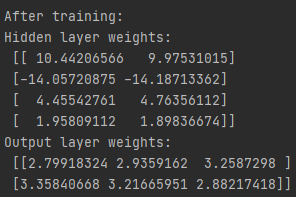 After training:
Hidden layer weights:
[[ 10.44206566   9.97531015]
[-14.05720875 -14.18713362]
[  4.45542761   4.76356112]
[  1.95809112   1.89836674]]
Output layer weights:
[[2.79918324 2.9359162  3.2587298 ]
[3.35840668 3.21665951 2.88217418]]